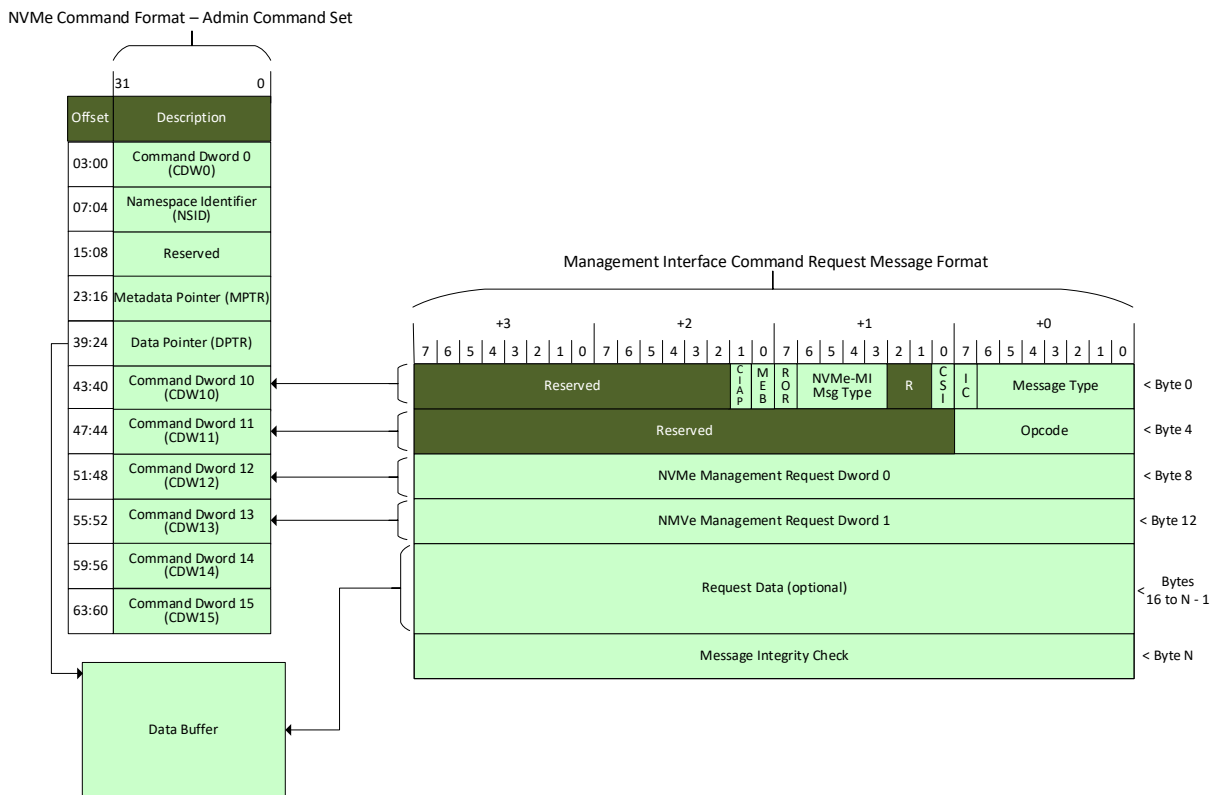 NVMe Command Format – Admin Command Set
31 0
Offset Description
03:00 Command Dword 0
(CDW0)
07:04 Namespace Identifier
(NSID)
15:08 Reserved
23:16 Metadata Pointer (MPTR)
39:24 Data Pointer (DPTR)
43:40 Command Dword 10
(CDW10)
47:44 Command Dword 11
(CDW11)
51:48 Command Dword 12
(CDW12)
55:52 Command Dword 13
(CDW13)
59:56 Command Dword 14
(CDW14)
63:60 Command Dword 15
(CDW15)
Data Buffer
Management Interface Command Request Message Format
+3 +2 +1 +0
7 6 5 4 3 2 1 0 7 6 5 4 3 2 1 0 7 6 5 4 3 2 1 0 7 6 5 4 3 2 1 0
Reserved CIAP MEB ROR NVMe-MI
Msg Type R CSI IC Message Type < Byte 0
Reserved Opcode < Byte 4
NVMe Management Request Dword 0 < Byte 8
NMVe Management Request Dword 1 < Byte 12
Request Data (optional) < Bytes
16 to N - 1
Message Integrity Check < Byte N